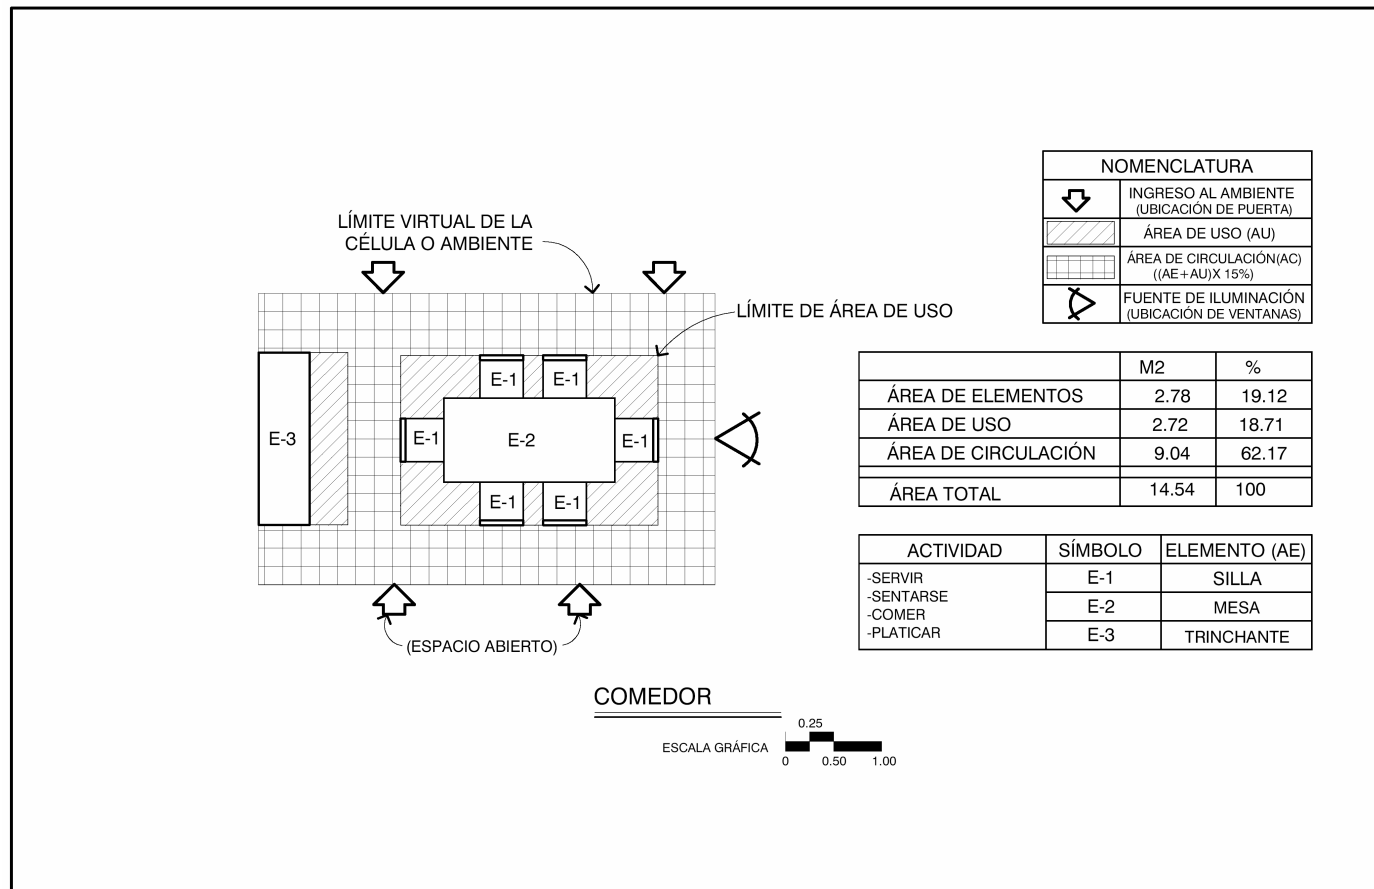 NOMENCLATURA
INGRESO AL AMBIENTE
(UBICACIÓN DE PUERTA)
ÁREA DE USO (AU)
ÁREA DE CIRCULACIÓN(AC)
((AE+AU)X 15%)
FUENTE DE ILUMINACIÓN
(UBICACIÓN DE VENTANAS)
LÍMITE VIRTUAL DE LA
CÉLULA O AMBIENTE
LÍMITE DE ÁREA DE USO
E-1
E-1
E-3
E-1
E-2
E-1
E-1
E-1
(ESPACIO ABIERTO)
M2 %
ÁREA DE ELEMENTOS 2.78 19.12
ÁREA DE USO 2.72 18.71
ÁREA DE CIRCULACIÓN 9.04 62.17
ÁREA TOTAL 14.54 100
ACTIVIDAD SÍMBOLO ELEMENTO (AE)
-SERVIR
-SENTARSE
-COMER
-PLATICAR
E-1 SILLA
E-2 MESA
E-3 TRINCHANTE
COMEDOR
ESCALA GRÁFICA
0.25
0 0.50 1.00